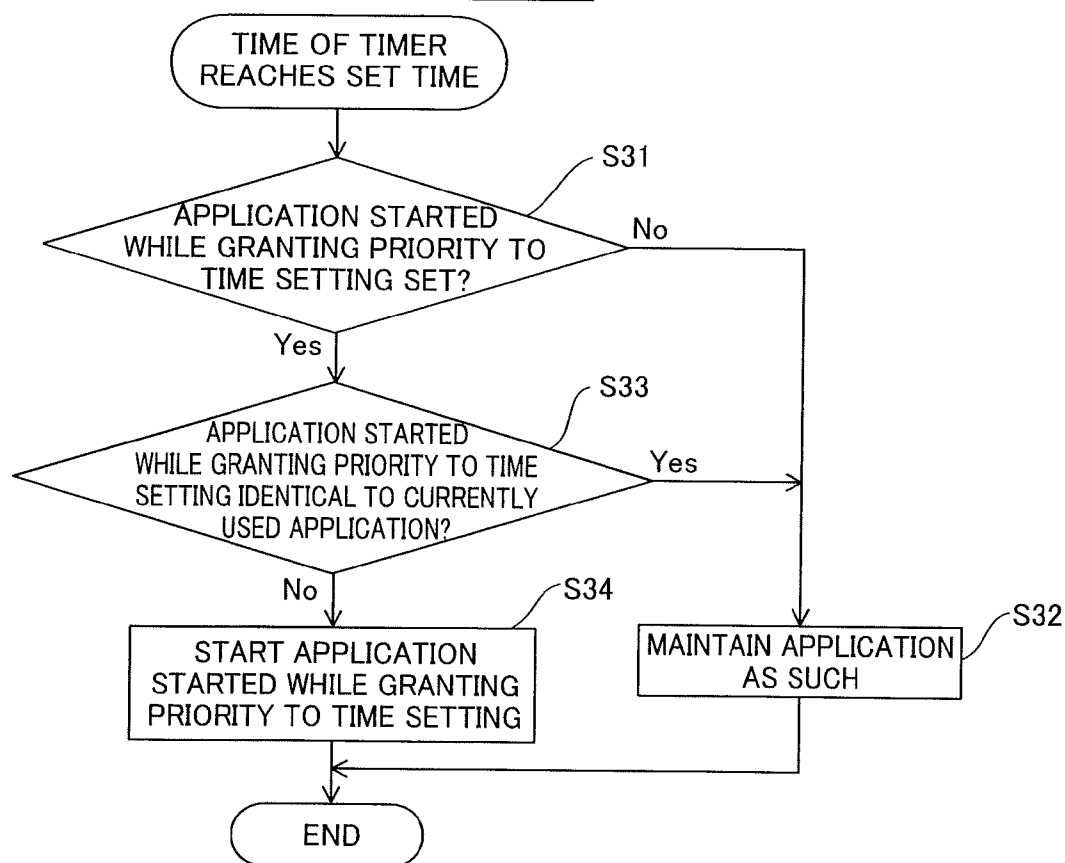 TIME OF TIMER
REACHES SET TIME
S31
APPLICATION STARTED
WHILE GRANTING PRIORITY TO
TIME SETTING SET?
No
Yes
S33
APPLICATION STARTED
WHILE GRANTING PRIORITY TO TIME
SETTING IDENTICAL TO CURRENTLY
USED APPLICATION?
Yes
No
S34
START APPLICATION
STARTED WHILE GRANTING
PRIORITY TO TIME SETTING
S32
MAINTAIN APPLICATION
AS SUCH
END